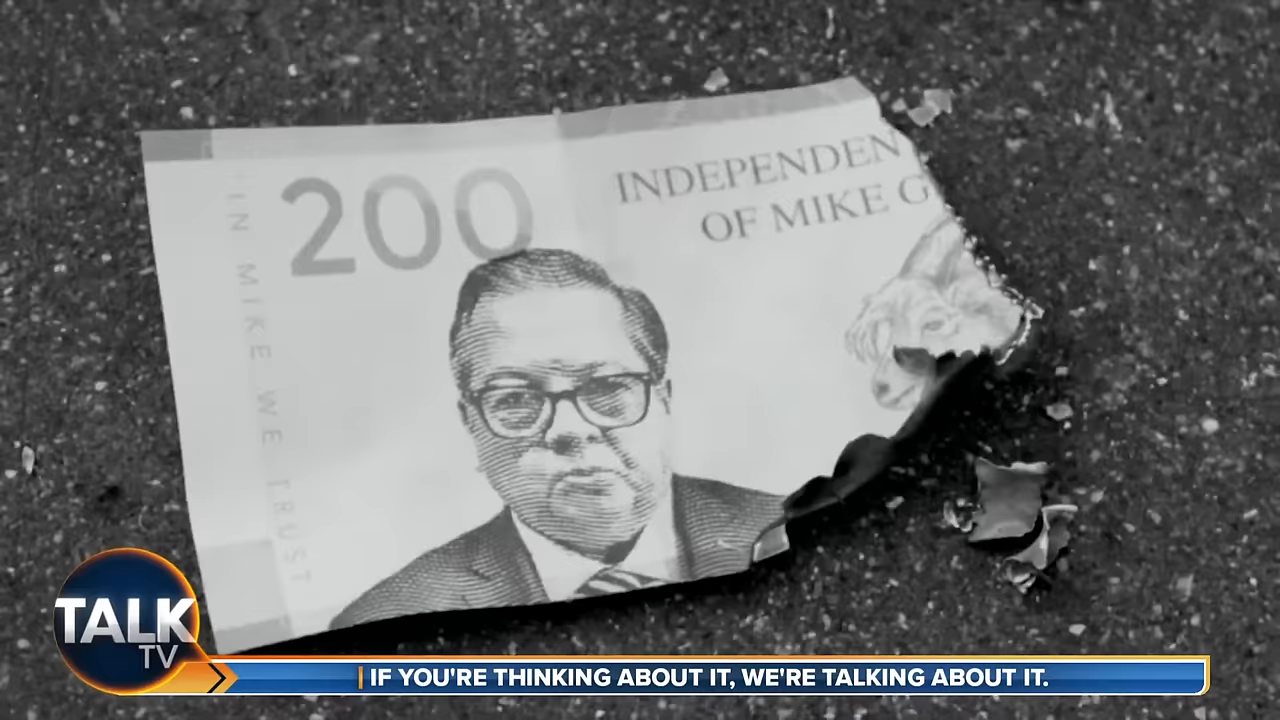 200
INDEPENDEN
OF MIKE G
IN MIKE WE TRUST
TALK
TV
IF YOU'RE THINKING ABOUT IT, WE'RE TALKING ABOUT IT.